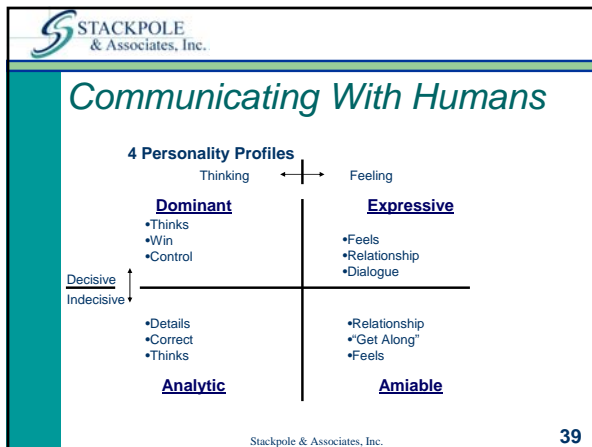 STACKPOLE
& Associates, Inc.
Communicating With Humans
4 Personality Profiles
Thinking
Feeling
Dominant
•Thinks
•Win
•Control
Expressive
•Feels
•Relationship
•Dialogue
Decisive
Indecisive
•Details
•Correct
•Thinks
Analytic
•Relationship
•“Get Along”
•Feels
Amiable
Stackpole & Associates, Inc.
39